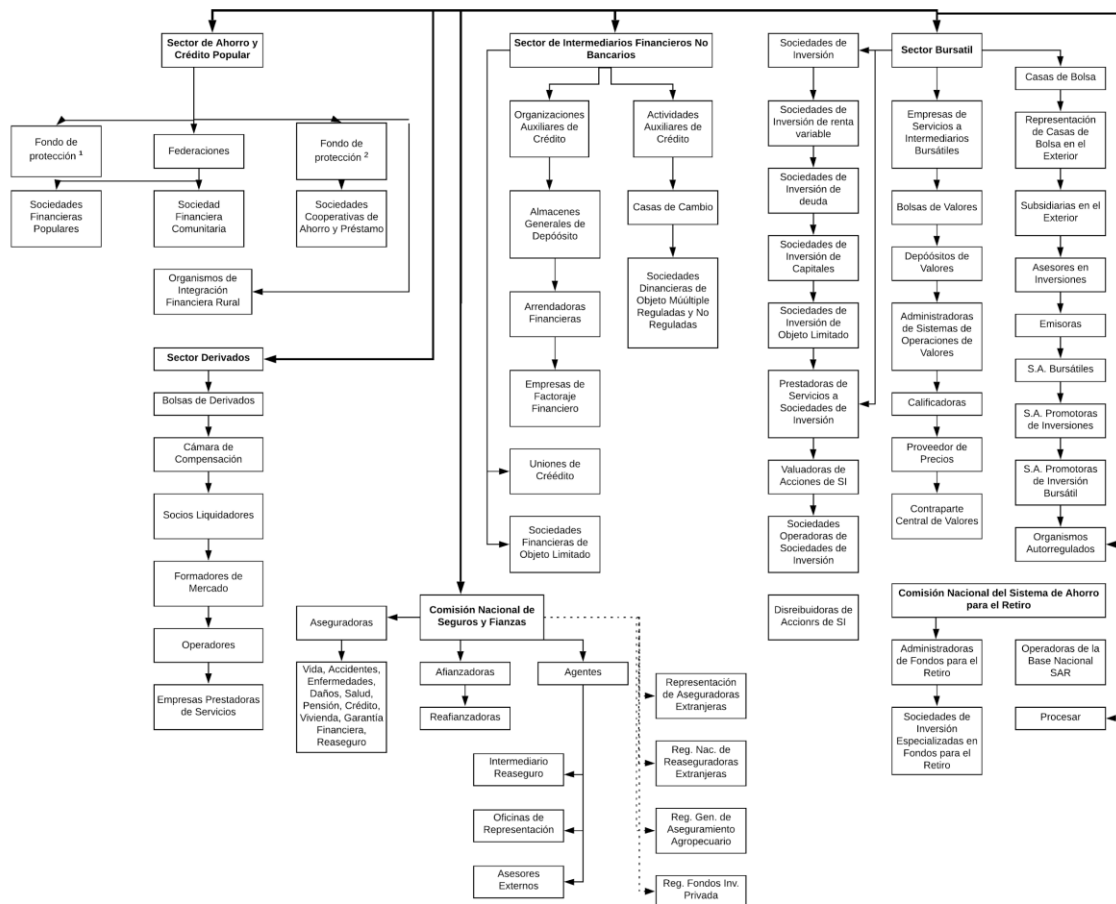 Sector de Ahorro y
Crédito Popular
Fondo de
protección ¹
Federaciones
Fondo de
protección ²
Sociedades
Financieras
Populares
Sociedad
Financiera
Comunitaria
Sociedades
Cooperativas de
Ahorro y Préstamo
Organismos de
Integración
Financiera Rural
Sector Derivados
Bolsas de Derivados
Cámara de
Compensación
Socios Liquidadores
Formadores de
Mercado
Operadores
Empresas Prestadoras
de Servicios
Sector de Intermediarios Financieros No
Bancarios
Organizaciones
Auxiliares de
Crédito
Actividades
Auxiliares de
Crédito
Almacenes
Generales de
Depóósito
Casas de Cambio
Arrendadoras
Financieras
Sociedades
Dinancieras de
Objeto Múúltiple
Reguladas y No
Reguladas
Empresas de
Factoraje
Financiero
Uniones de
Créédito
Sociedades
Financieras de
Objeto Limitado
Sociedades de
Inversión
Sociedades de
Inversión de renta
variable
Sociedades de
Inversión de
deuda
Sociedades de
Inversión de
Capitales
Sociedades de
Inversión de
Objeto Limitado
Prestadoras de
Servicios a
Sociedades de
Inversión
Valuadoras de
Acciones de SI
Sociedades
Operadoras de
Sociedades de
Inversión
Disreibuidoras de
Accionrs de SI
Sector Bursatil
Empresas de
Servicios a
Intermediarios
Bursátiles
Bolsas de Valores
Depóósitos de
Valores
Administradoras
de Sistemas de
Operaciones de
Valores
Calificadoras
Proveedor de
Precios
Contraparte
Central de Valores
Casas de Bolsa
Representación
de Casas de
Bolsa en el
Exterior
Subsidiarias en el
Exterior
Asesores en
Inversiones
Emisoras
S.A. Bursátiles
S.A. Promotoras
de Inversiones
S.A. Promotoras
de Inversión
Bursátil
Organismos
Autorregulados
Comisión Nacional de
Seguros y Fianzas
Aseguradoras
Vida, Accidentes,
Enfermedades,
Daños, Salud,
Pensión, Crédito,
Vivienda, Garantía
Financiera,
Reaseguro
Afianzadoras
Reafianzadoras
Agentes
Intermediario
Reaseguro
Oficinas de
Representación
Asesores
Externos
Representación
de Aseguradoras
Extranjeras
Reg. Nac. de
Reaseguradoras
Extranjeras
Reg. Gen. de
Aseguramiento
Agropecuario
Reg. Fondos Inv.
Privada
Comisión Nacional del Sistema de Ahorro
para el Retiro
Administradoras
de Fondos para el
Retiro
Operadoras de la
Base Nacional
SAR
Sociedades de
Inversión
Especializadas en
Fondos para el
Retiro
Procesar